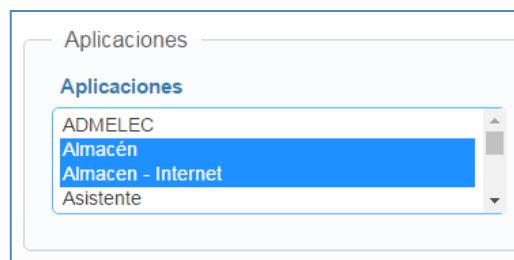 Aplicaciones
Aplicaciones
ADMELEC
Almacén
Almacen - Internet
Asistente